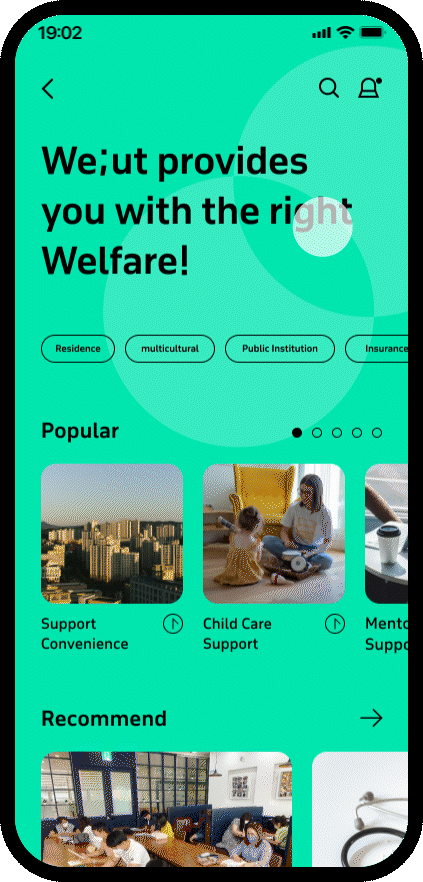 19:02
We;ut provides
you with the right
Welfare!
Residence
multicultural
Public Institution
Insurance
Popular
Support
Convenience
Child Care
Support
Mento
Suppo
Recommend